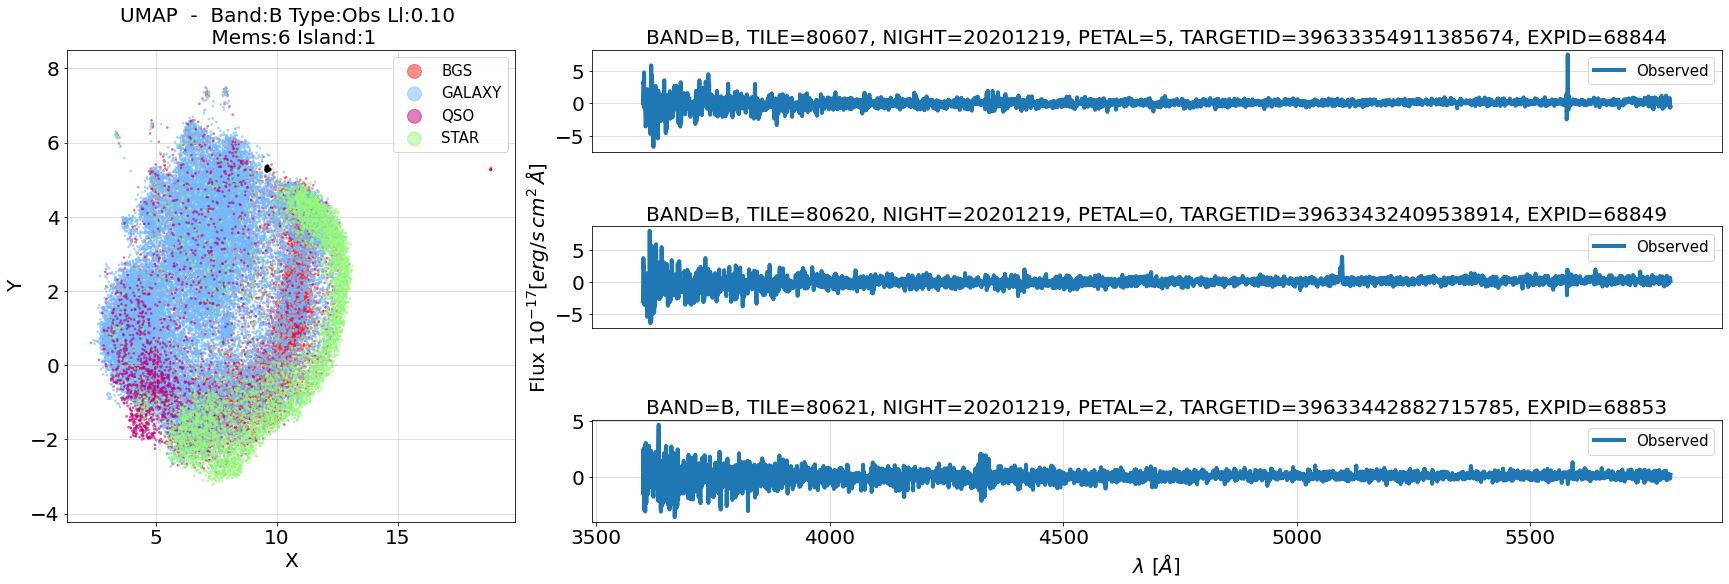 UMAP - Band:B Type:Obs Ll:0.10
Mems:6 Island:1
8
6
4
2
0
−2
−4
Y
5
10
15
X
BGS
GALAXY
QSO
STAR
Flux 10⁻¹⁷[erg/s cm² Å]
BAND=B, TILE=80607, NIGHT=20201219, PETAL=5, TARGETID=39633354911385674, EXPID=68844
5
0
−5
Observed
BAND=B, TILE=80620, NIGHT=20201219, PETAL=0, TARGETID=39633432409538914, EXPID=68849
5
0
−5
Observed
BAND=B, TILE=80621, NIGHT=20201219, PETAL=2, TARGETID=39633442882715785, EXPID=68853
5
0
Observed
3500
4000
4500
5000
5500
λ [Å]